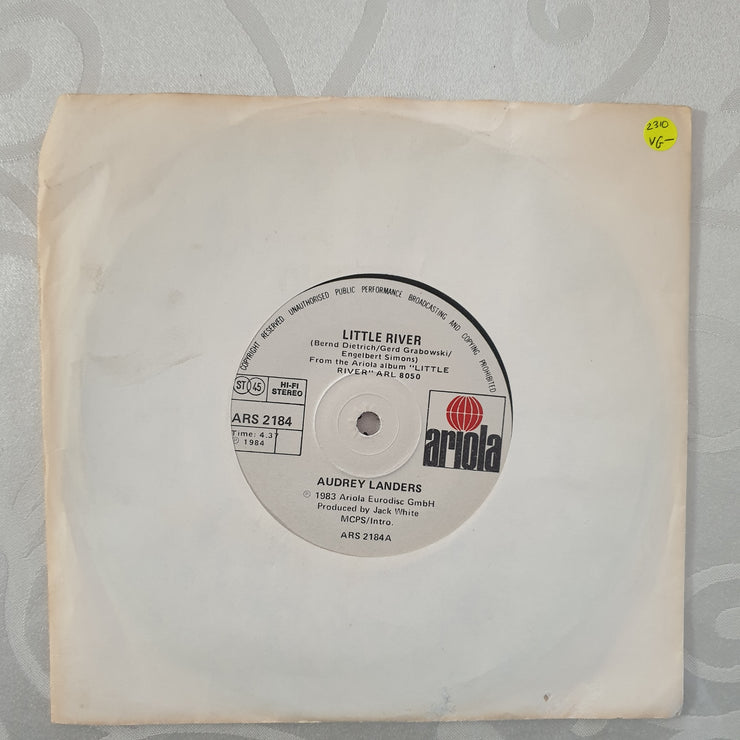 2310
VG-
COPYRIGHT RESERVED UNAUTHORISED PUBLIC PERFORMANCE BROADCASTING AND COPYING PROHIBITED
LITTLE RIVER
(Bernd Dietrich/Gerd Grabowski/
Engelbert Simons)
From the Ariola album "LITTLE
RIVER" ARL 8050
ST 45 HI-FI
STEREO
ARS 2184
Time: 4.37
℗ 1984
ariola
AUDREY LANDERS
℗ 1983 Ariola Eurodisc GmbH
Produced by Jack White
MCPS/Intro.
ARS 2184A